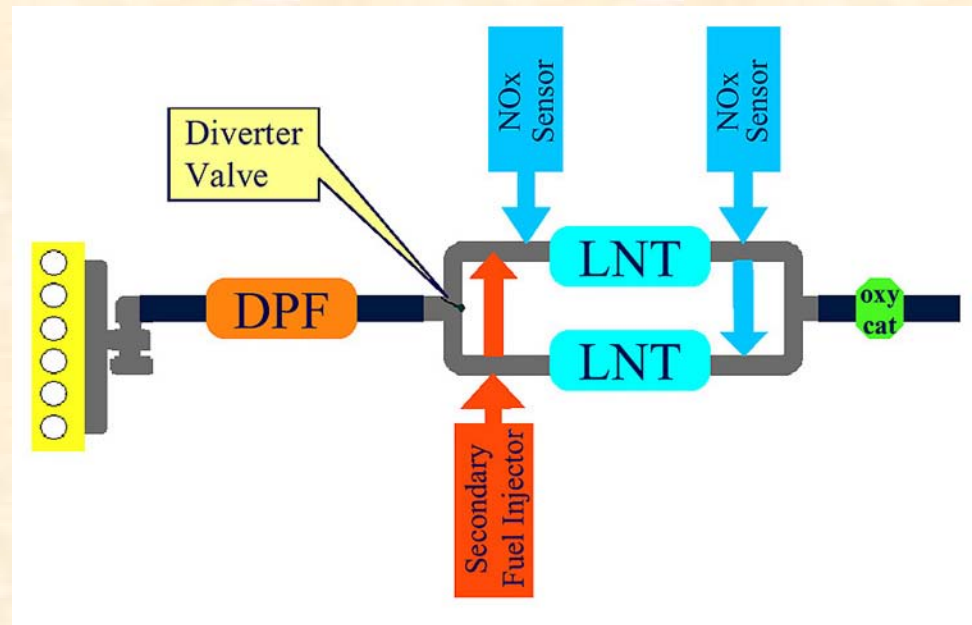 NOx
Sensor
NOx
Sensor
Diverter
Valve
LNT
DPF
oxy
cat
LNT
Secondary
Fuel Injector